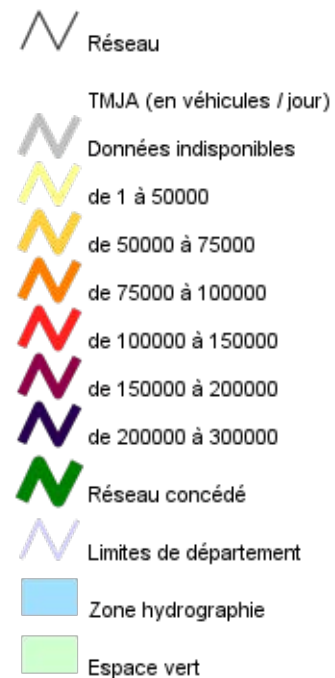 Réseau
TMJA (en véhicules / jour)
Données indisponibles
de 1 à 50000
de 50000 à 75000
de 75000 à 100000
de 100000 à 150000
de 150000 à 200000
de 200000 à 300000
Réseau concédé
Limites de département
Zone hydrographie
Espace vert